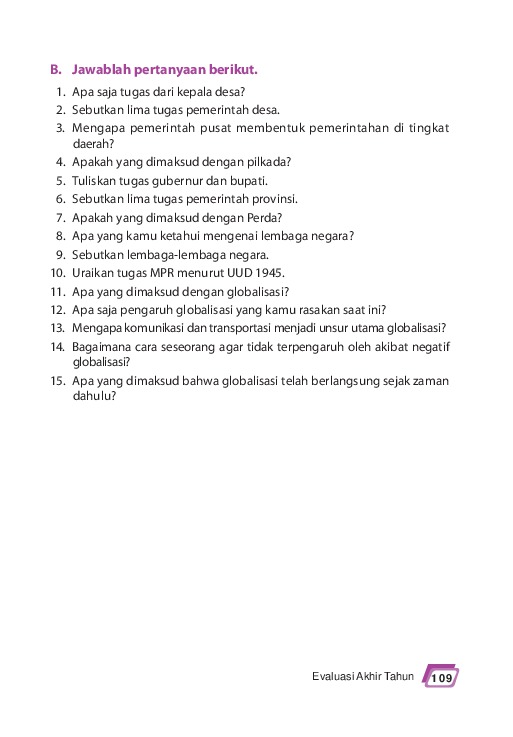 B. Jawablah pertanyaan berikut.
1. Apa saja tugas dari kepala desa?
2. Sebutkan lima tugas pemerintah desa.
3. Mengapa pemerintah pusat membentuk pemerintahan di tingkat
daerah?
4. Apakah yang dimaksud dengan pilkada?
5. Tuliskan tugas gubernur dan bupati.
6. Sebutkan lima tugas pemerintah provinsi.
7. Apakah yang dimaksud dengan Perda?
8. Apa yang kamu ketahui mengenai lembaga negara?
9. Sebutkan lembaga-lembaga negara.
10. Uraikan tugas MPR menurut UUD 1945.
11. Apa yang dimaksud dengan globalisasi?
12. Apa saja pengaruh globalisasi yang kamu rasakan saat ini?
13. Mengapa komunikasi dan transportasi menjadi unsur utama globalisasi?
14. Bagaimana cara seseorang agar tidak terpengaruh oleh akibat negatif
globalisasi?
15. Apa yang dimaksud bahwa globalisasi telah berlangsung sejak zaman
dahulu?
Evaluasi Akhir Tahun 109